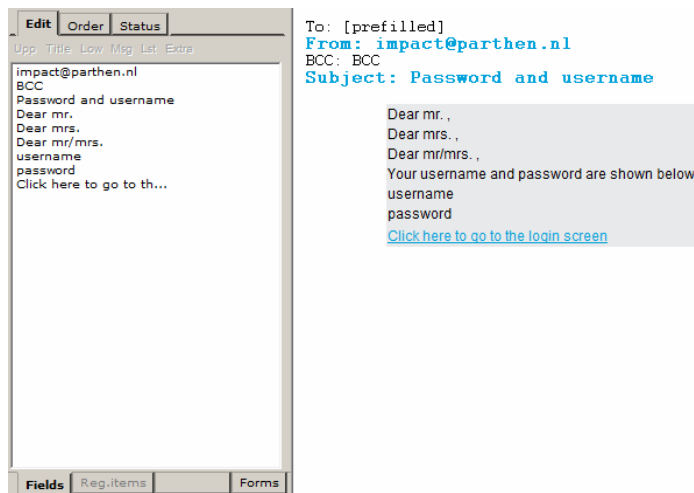 Edit Order Status
Upp Title Low Msg Lst Extra
impact@parthen.nl
BCC
Password and username
Dear mr.
Dear mrs.
Dear mr/mrs.
username
password
Click here to go to th...
Fields Reg.items Forms
To: [prefilled]
From: impact@parthen.nl
BCC: BCC
Subject: Password and username
Dear mr. ,
Dear mrs. ,
Dear mr/mrs. ,
Your username and password are shown below
username
password
Click here to go to the login screen